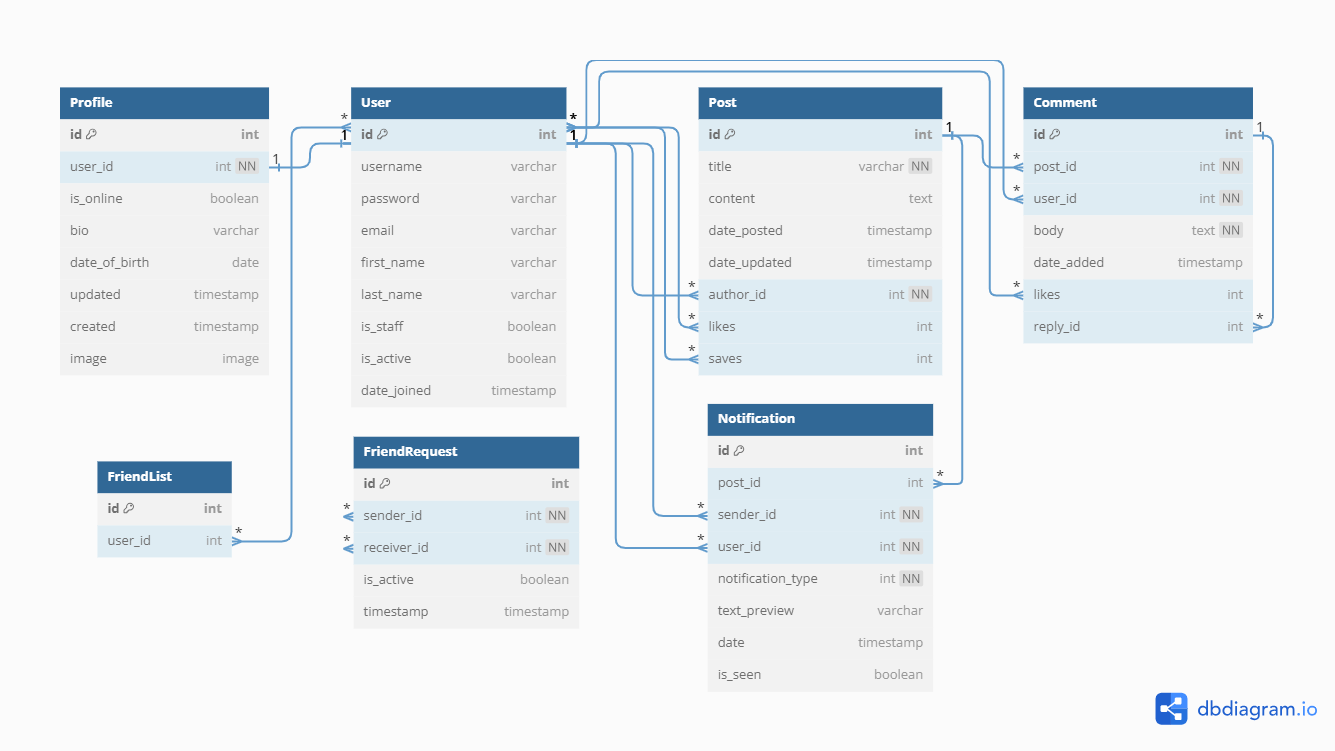 Profile
id int
user_id int NN
is_online boolean
bio varchar
date_of_birth date
updated timestamp
created timestamp
image image
User
id int
username varchar
password varchar
email varchar
first_name varchar
last_name varchar
is_staff boolean
is_active boolean
date_joined timestamp
Post
id int
title varchar NN
content text
date_posted timestamp
date_updated timestamp
author_id int NN
likes int
saves int
Comment
id int
post_id int NN
user_id int NN
body text NN
date_added timestamp
likes int
reply_id int
FriendList
id int
user_id int
FriendRequest
id int
sender_id int NN
receiver_id int NN
is_active boolean
timestamp timestamp
Notification
id int
post_id int
sender_id int NN
user_id int NN
notification_type int NN
text_preview varchar
date timestamp
is_seen boolean
1
*
1
*
1
*
*
*
1
*
*
*
1
*
*
*
*
*
*
*
dbdiagram.io